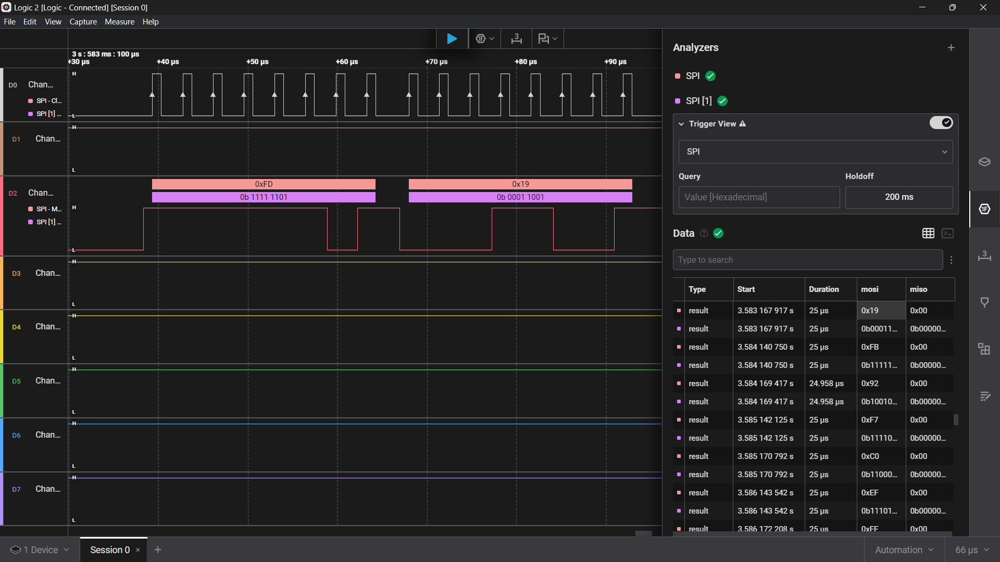 Logic 2 [Logic - Connected] [Session 0]
File Edit View Capture Measure Help
3 s : 583 ms : 100 µs
+30 µs +40 µs +50 µs +60 µs +70 µs +80 µs +90 µs
D0 Chan...
SPI - Cl...
SPI [1] ...
H
L
D1 Chan...
H
L
D2 Chan...
SPI - M...
SPI [1] ...
0xFD 0x19
0b 1111 1101 0b 0001 1001
H
L
D3 Chan...
H
L
D4 Chan...
H
L
D5 Chan...
H
L
D6 Chan...
H
L
D7 Chan...
H
L
Analyzers
SPI
SPI [1]
Trigger View
SPI
Query Holdoff
Value [Hexadecimal] 200 ms
Data
Type to search
Type Start Duration mosi miso
result 3.583 167 917 s 25 µs 0x19 0x00
result 3.583 167 917 s 25 µs 0b00011... 0b00000...
result 3.584 140 750 s 25 µs 0xFB 0x00
result 3.584 140 750 s 25 µs 0b11111... 0b00000...
result 3.584 169 417 s 24.958 µs 0x92 0x00
result 3.584 169 417 s 24.958 µs 0b10010... 0b00000...
result 3.585 142 125 s 25 µs 0xF7 0x00
result 3.585 142 125 s 25 µs 0b11110... 0b00000...
result 3.585 170 792 s 25 µs 0xC0 0x00
result 3.585 170 792 s 25 µs 0b11000... 0b00000...
result 3.586 143 542 s 25 µs 0xEF 0x00
result 3.586 143 542 s 25 µs 0b11101... 0b00000...
result 3.586 172 208 s 25 µs 0x00
1 Device Session 0 Automation 66 µs